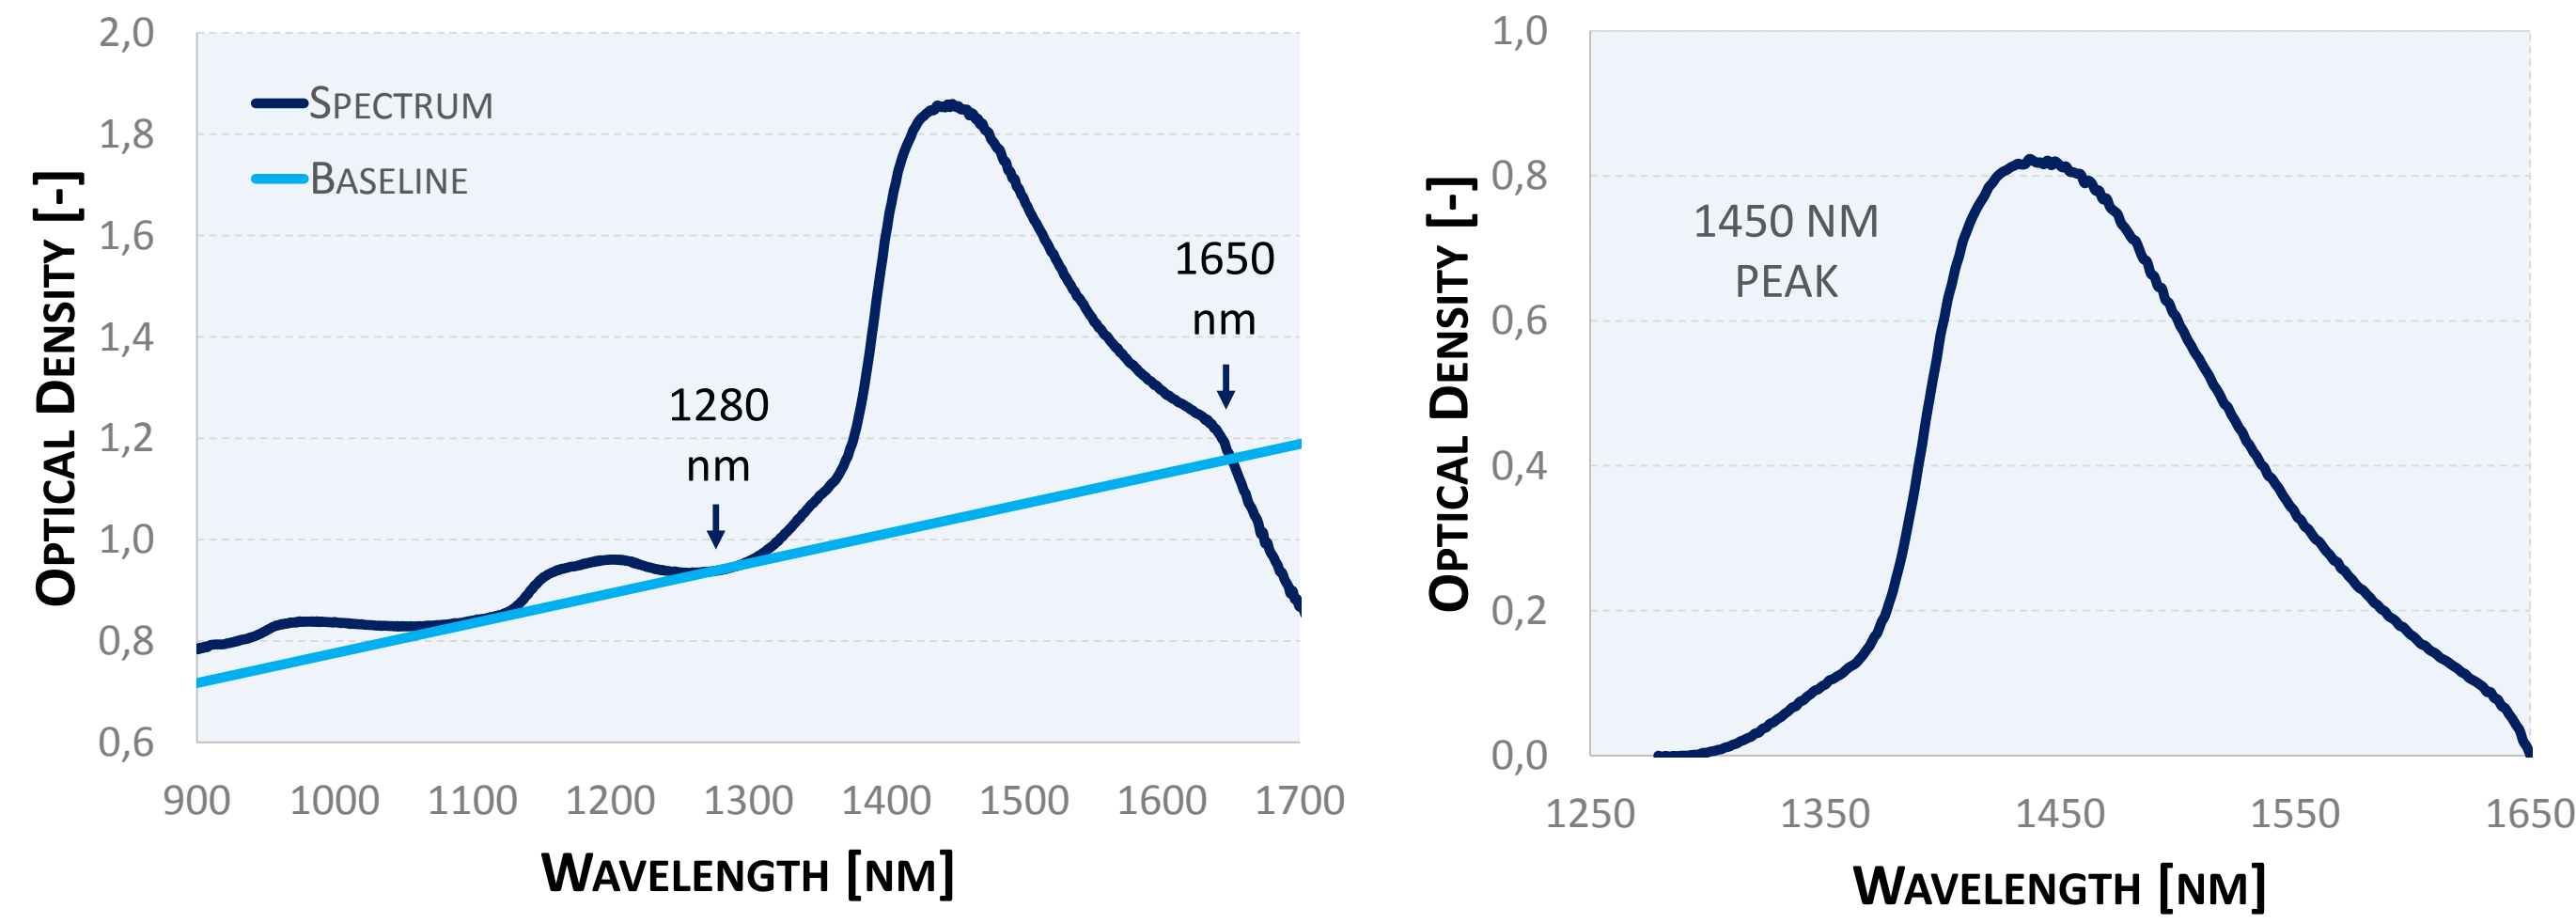 2,0
1,8
1,6
1,4
1,2
1,0
0,8
0,6
OPTICAL DENSITY [-]
SPECTRUM
BASELINE
1280
nm
1650
nm
900 1000 1100 1200 1300 1400 1500 1600 1700
WAVELENGTH [NM]
1,0
0,8
0,6
0,4
0,2
0,0
OPTICAL DENSITY [-]
1450 NM
PEAK
1250 1350 1450 1550 1650
WAVELENGTH [NM]